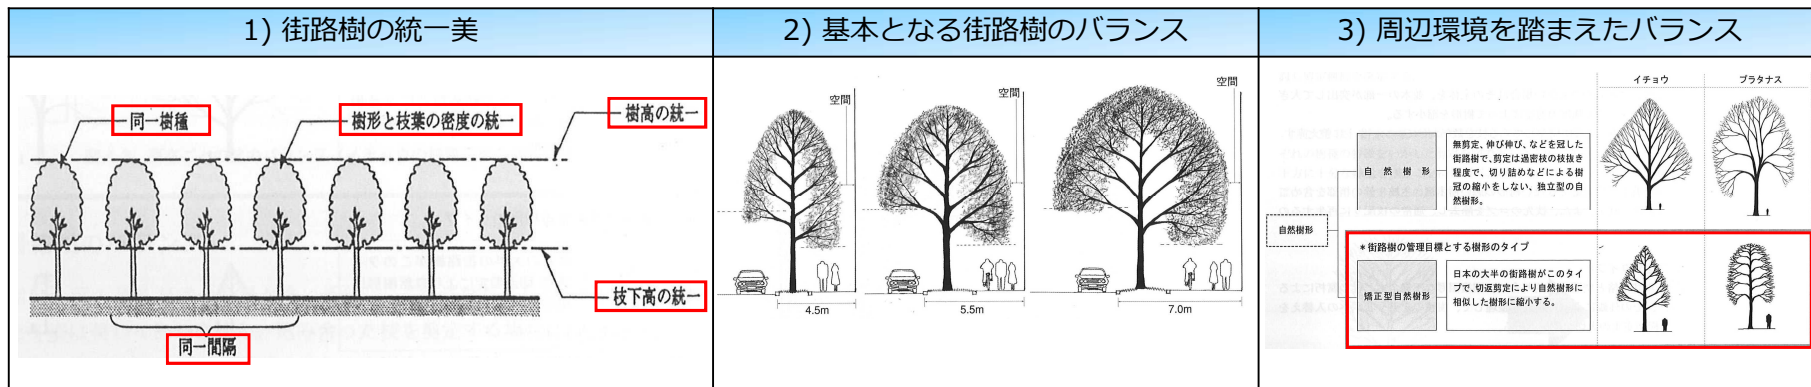 1) 街路樹の統一美
同一樹種
樹形と枝葉の密度の統一
樹高の統一
枝下高の統一
同一間隔
2) 基本となる街路樹のバランス
空間
4.5m
空間
5.5m
空間
7.0m
3) 周辺環境を踏まえたバランス
イチョウ
プラタナス
自然樹形
自然樹形
無剪定、伸び伸び、などを冠した
街路樹で、剪定は過密枝の枝抜き
程度で、切り詰めなどによる樹
冠の縮小をしない、独立型の自
然樹形。
*街路樹の管理目標とする樹形のタイプ
矯正型自然樹形
日本の大半の街路樹がこのタイ
プで、切返剪定により自然樹形に
相似した樹形に縮小する。